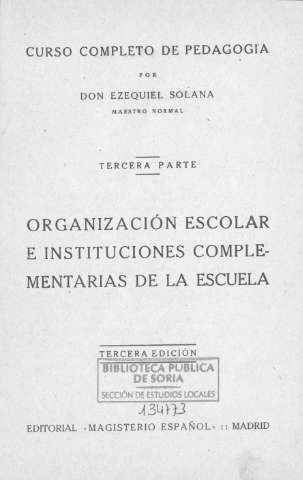 CURSO COMPLETO DE PEDAGOGIA
POR
DON EZEQUIEL SOLANA
MAESTRO NORMAL
TERCERA PARTE
ORGANIZACIÓN ESCOLAR
E INSTITUCIONES COMPLE-
MENTARIAS DE LA ESCUELA
TERCERA EDICIÓN
BIBLIOTECA PUBLICA
DE SORIA
SECCIÓN DE ESTUDIOS LOCALES
134773
EDITORIAL «MAGISTERIO ESPAÑOL» :: MADRID